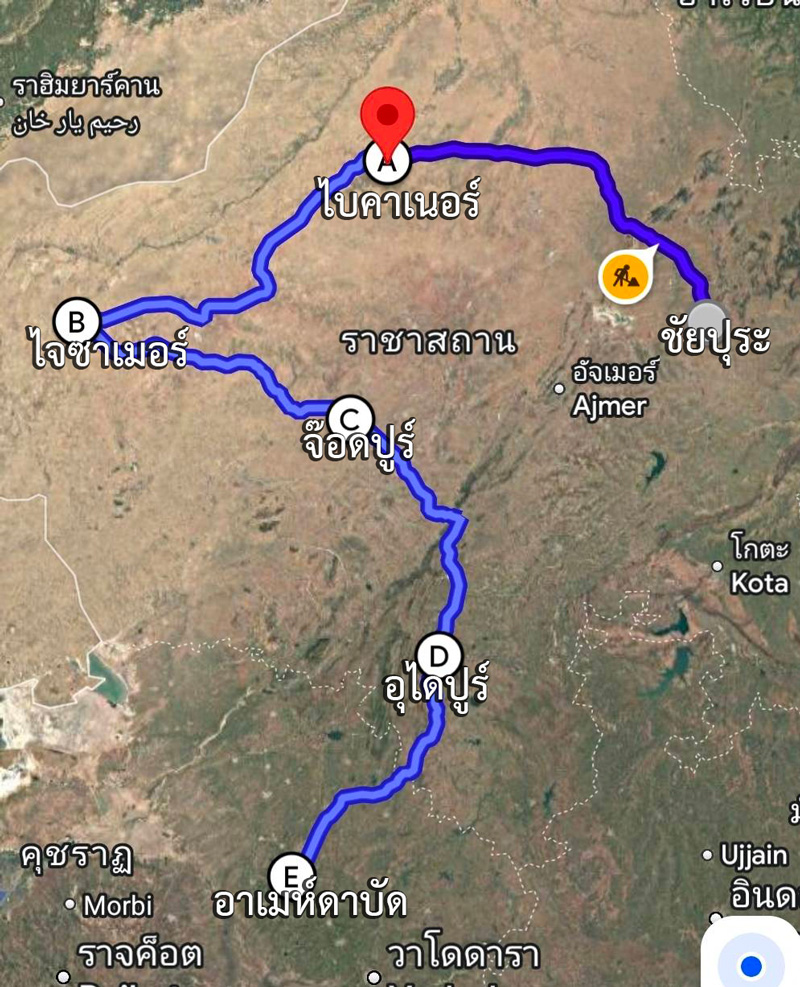 ราฮิมยาร์คาน
رحیم یار خان
A
ไบคาเนอร์
B
ไจซาเมอร์
ราชาสถาน
ชัยปุระ
อัจเมอร์
Ajmer
C
จ๊อดปูร์
โกตะ
Kota
D
อุไดปูร์
คุชราฏ
E
อาเมห์ดาบัด
Morbi
Ujjain
อินด
ราจค็อต
วาโดดารา